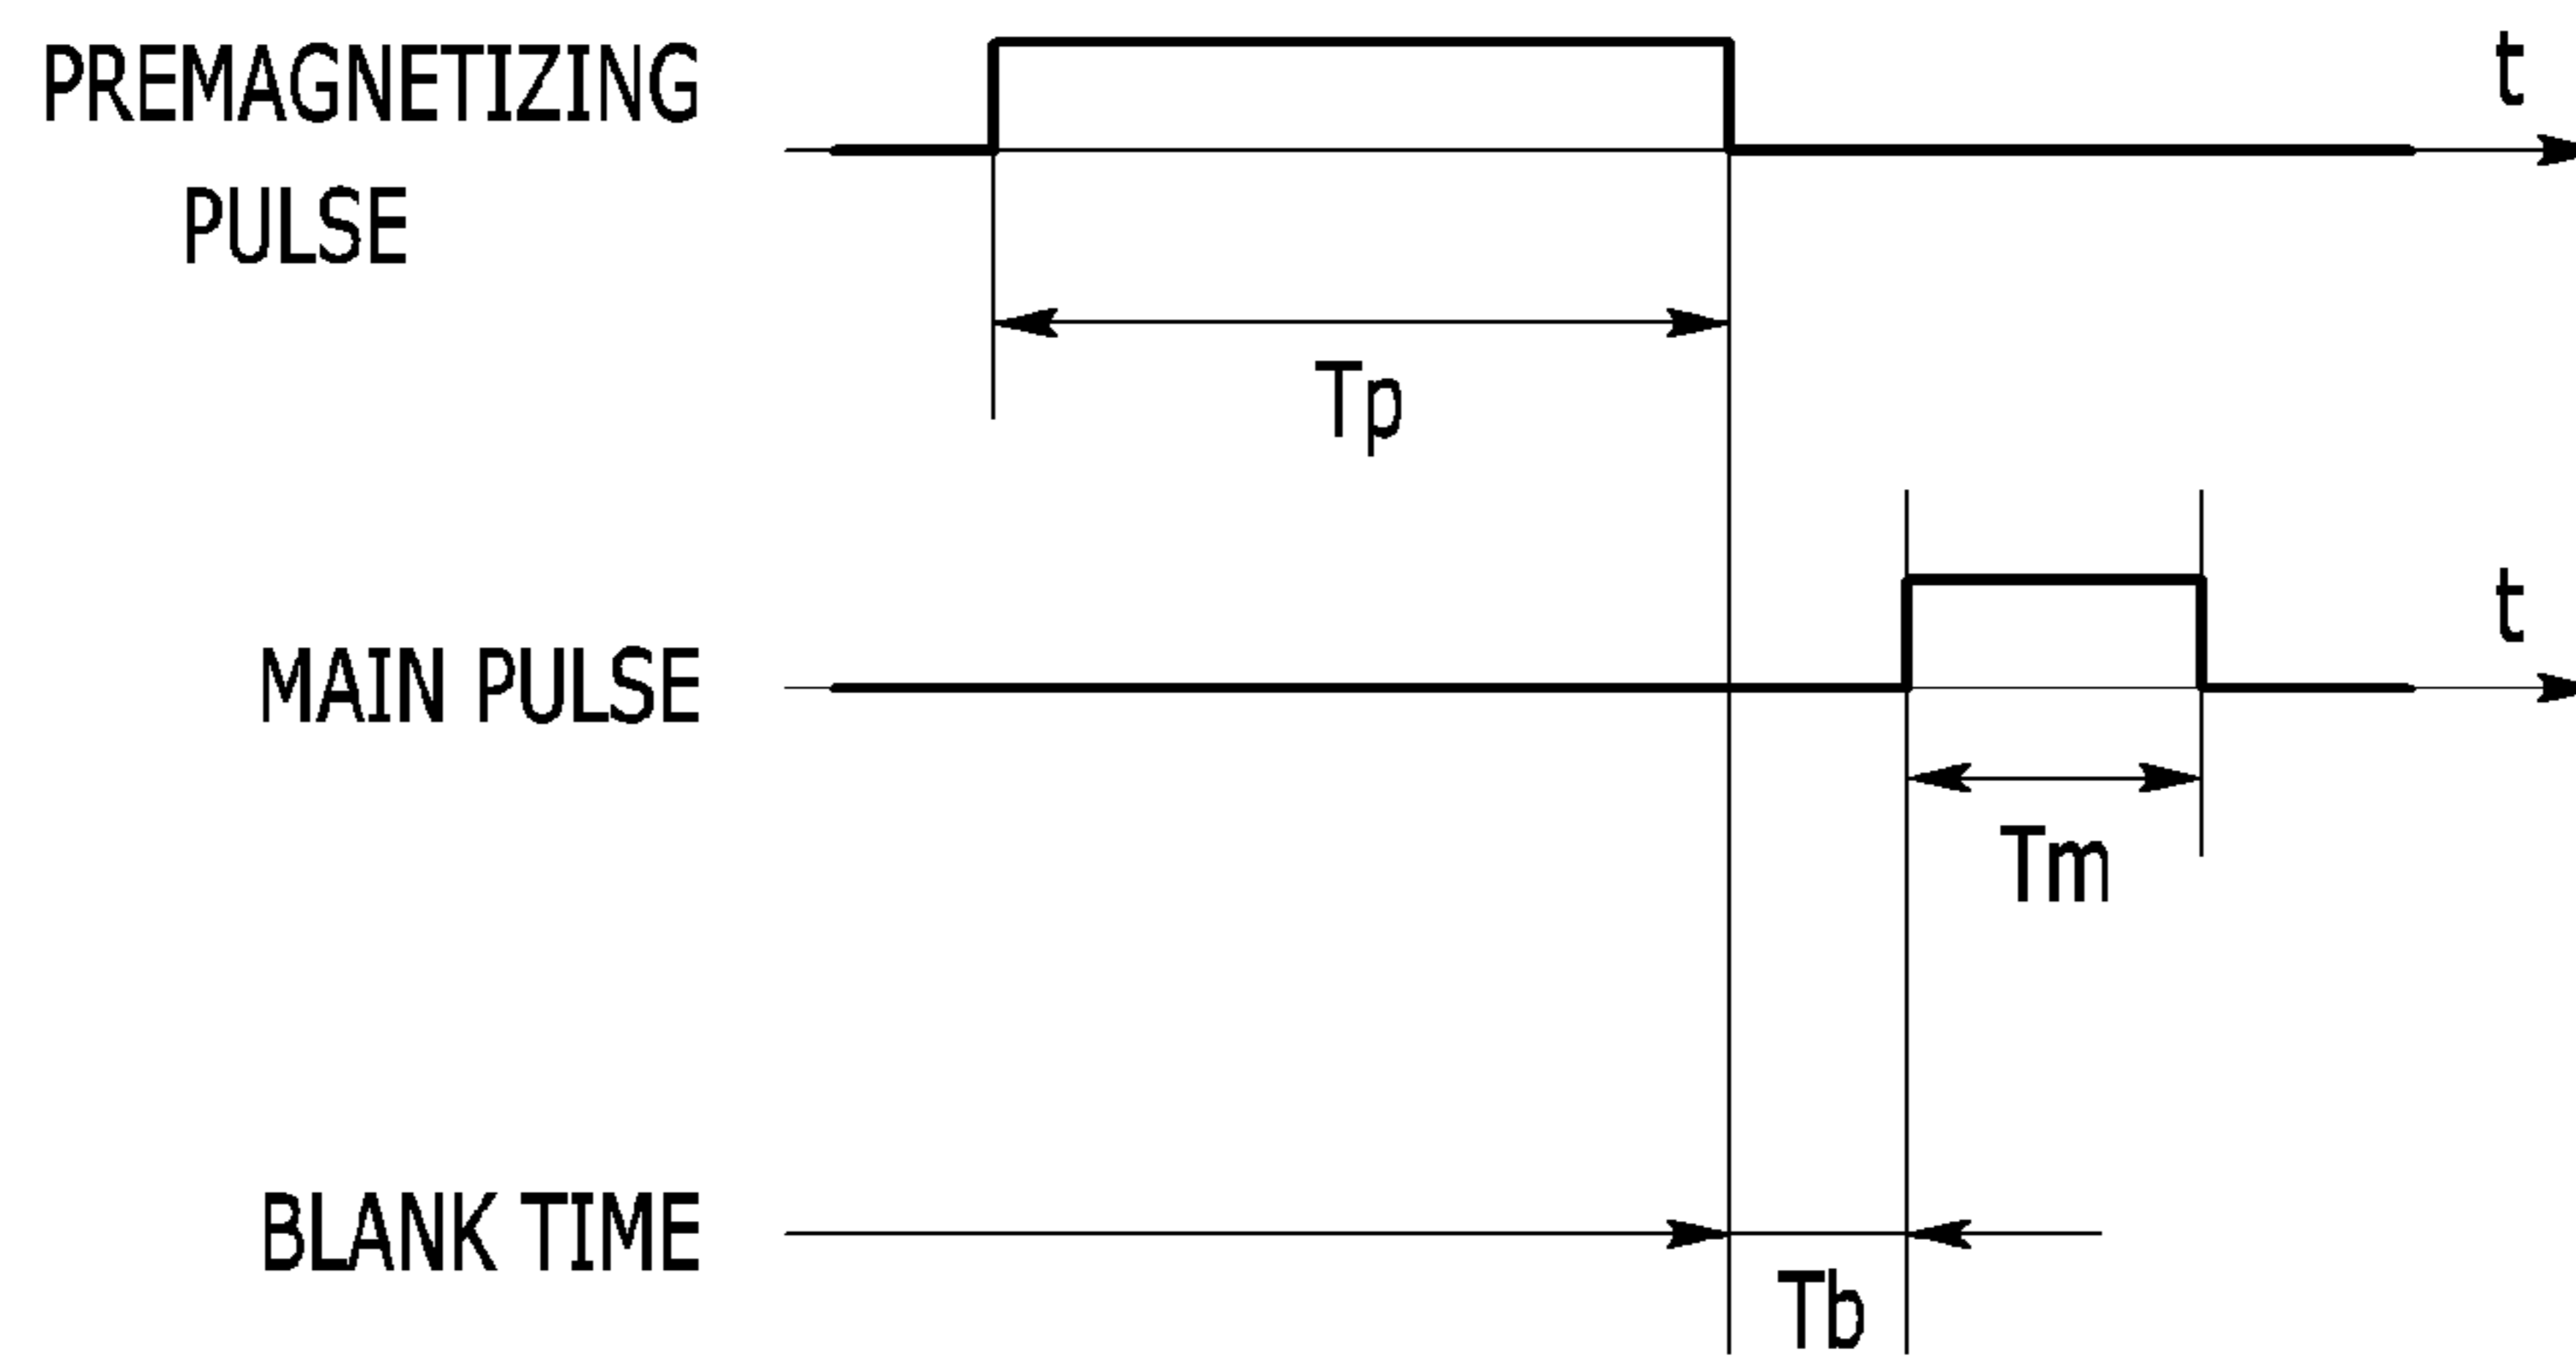 PREMAGNETIZING
PULSE
t
Tp
MAIN PULSE
t
Tm
BLANK TIME
Tb